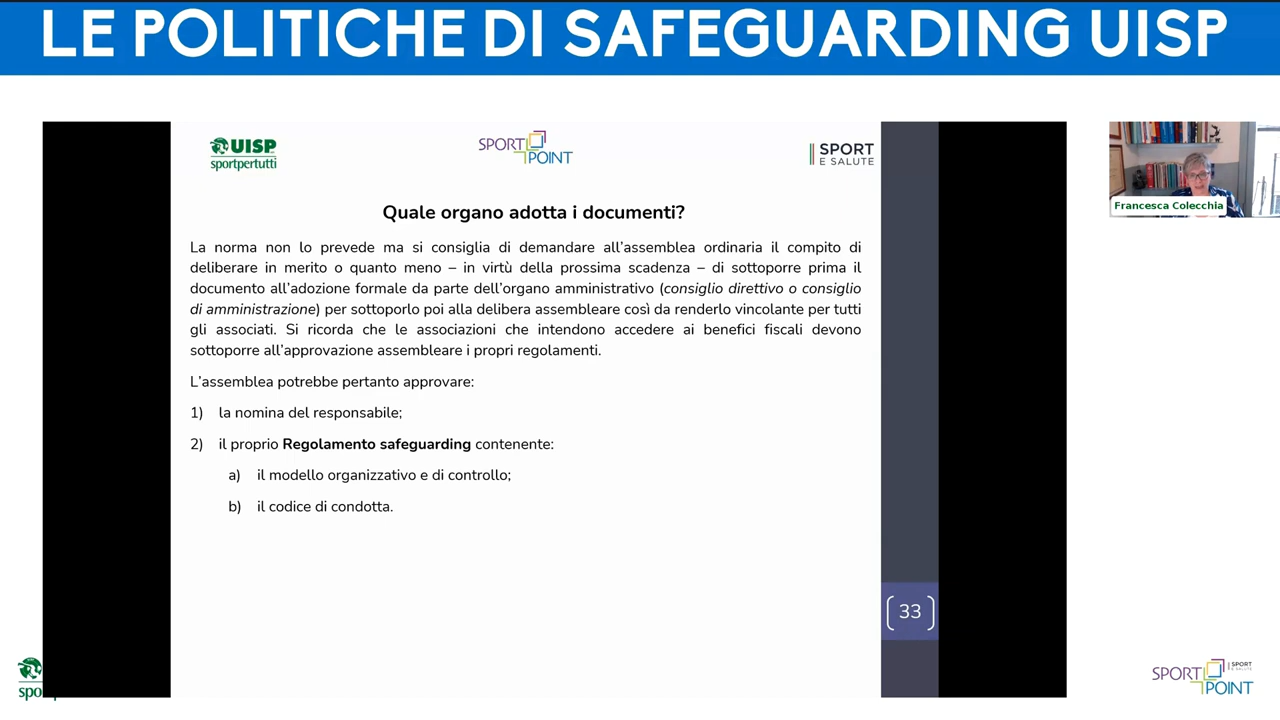 LE POLITICHE DI SAFEGUARDING UISP
UISP
sportpertutti
SPORT
POINT
SPORT
E SALUTE
Francesca Colecchia
Quale organo adotta i documenti?
La norma non lo prevede ma si consiglia di demandare all'assemblea ordinaria il compito di
deliberare in merito o quanto meno – in virtù della prossima scadenza – di sottoporre prima il
documento all'adozione formale da parte dell'organo amministrativo (consiglio direttivo o consiglio
di amministrazione) per sottoporlo poi alla delibera assembleare così da renderlo vincolante per tutti
gli associati. Si ricorda che le associazioni che intendono accedere ai benefici fiscali devono
sottoporre all'approvazione assembleare i propri regolamenti.
L'assemblea potrebbe pertanto approvare:
1) la nomina del responsabile;
2) il proprio Regolamento safeguarding contenente:
a) il modello organizzativo e di controllo;
b) il codice di condotta.
33
spo
SPORT
POINT
SPORT
E SALUTE